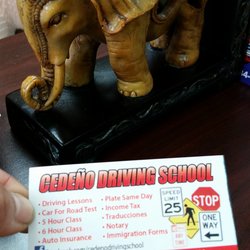 CEDEÑO DRIVING SCHOOL
• Driving Lessons
• Car For Road Test
• 5 Hour Class
• 6 Hour Class
• Auto Insurance
• Plate Same Day
• Income Tax
• Traducciones
• Notary
• Immigration Forms
SPEED
LIMIT
25
STOP
ONE WAY